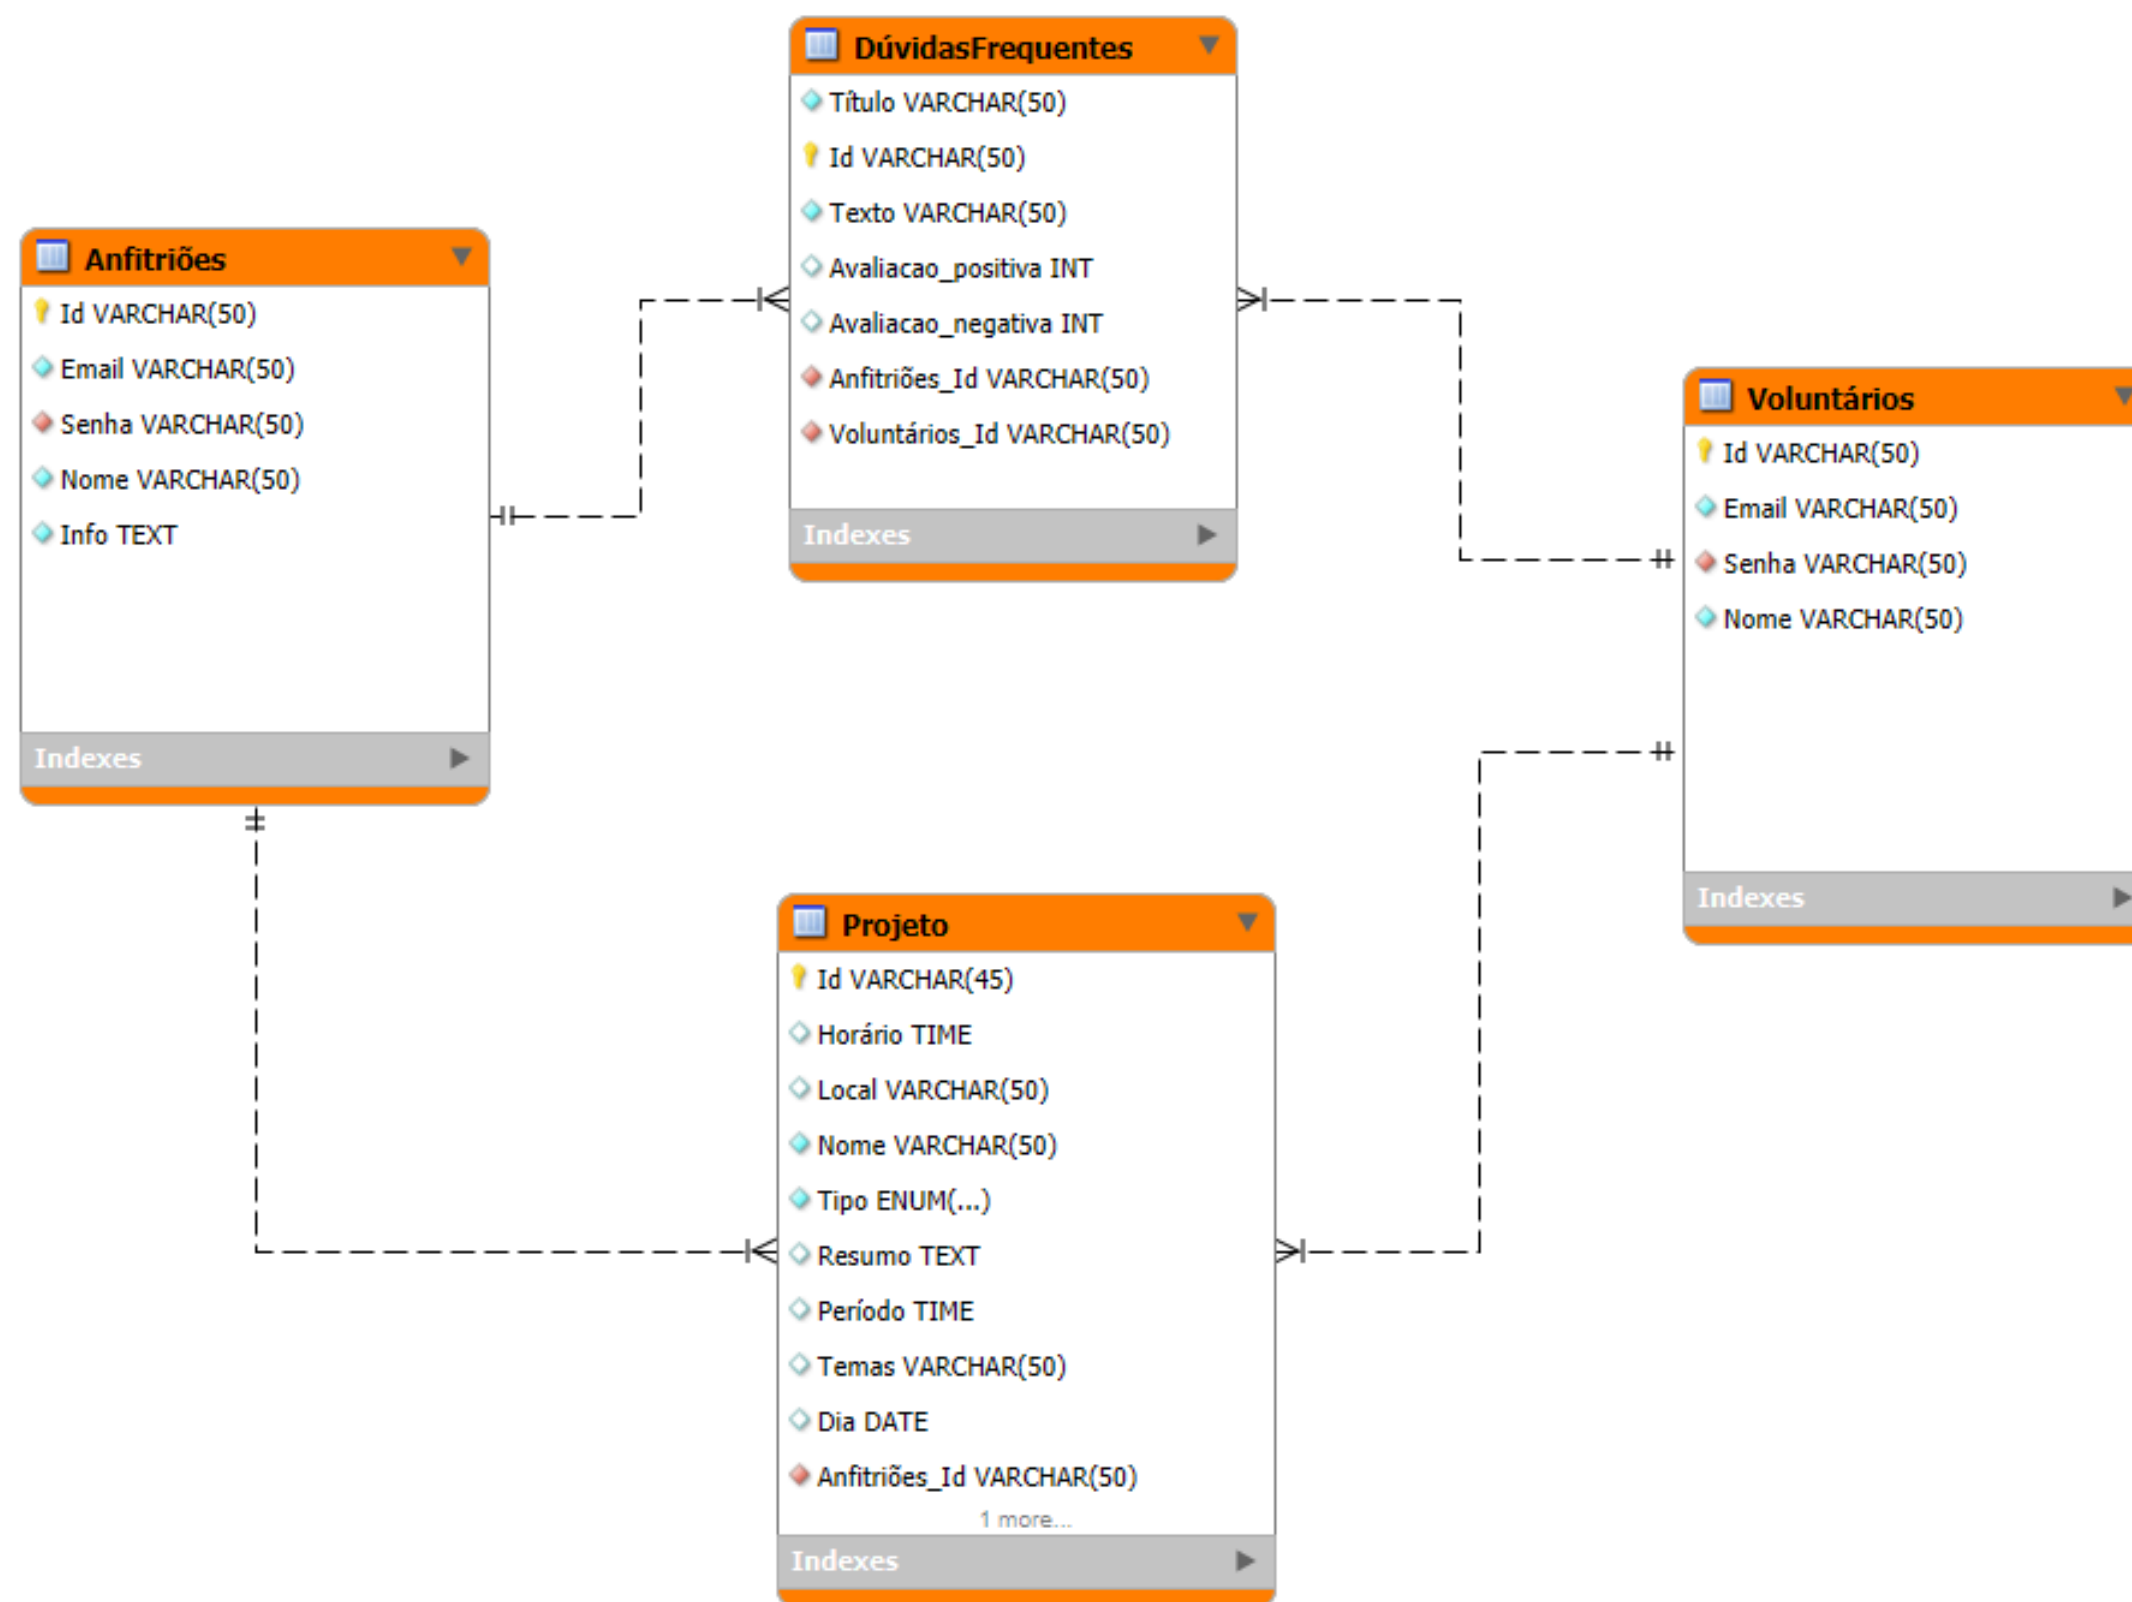 DúvidasFrequentes
Título VARCHAR(50)
Id VARCHAR(50)
Texto VARCHAR(50)
Avaliacao_positiva INT
Avaliacao_negativa INT
Anfitriões_Id VARCHAR(50)
Voluntários_Id VARCHAR(50)
Indexes
Anfitriões
Id VARCHAR(50)
Email VARCHAR(50)
Senha VARCHAR(50)
Nome VARCHAR(50)
Info TEXT
Indexes
Voluntários
Id VARCHAR(50)
Email VARCHAR(50)
Senha VARCHAR(50)
Nome VARCHAR(50)
Indexes
Projeto
Id VARCHAR(45)
Horário TIME
Local VARCHAR(50)
Nome VARCHAR(50)
Tipo ENUM(...)
Resumo TEXT
Período TIME
Temas VARCHAR(50)
Dia DATE
Anfitriões_Id VARCHAR(50)
1 more...
Indexes